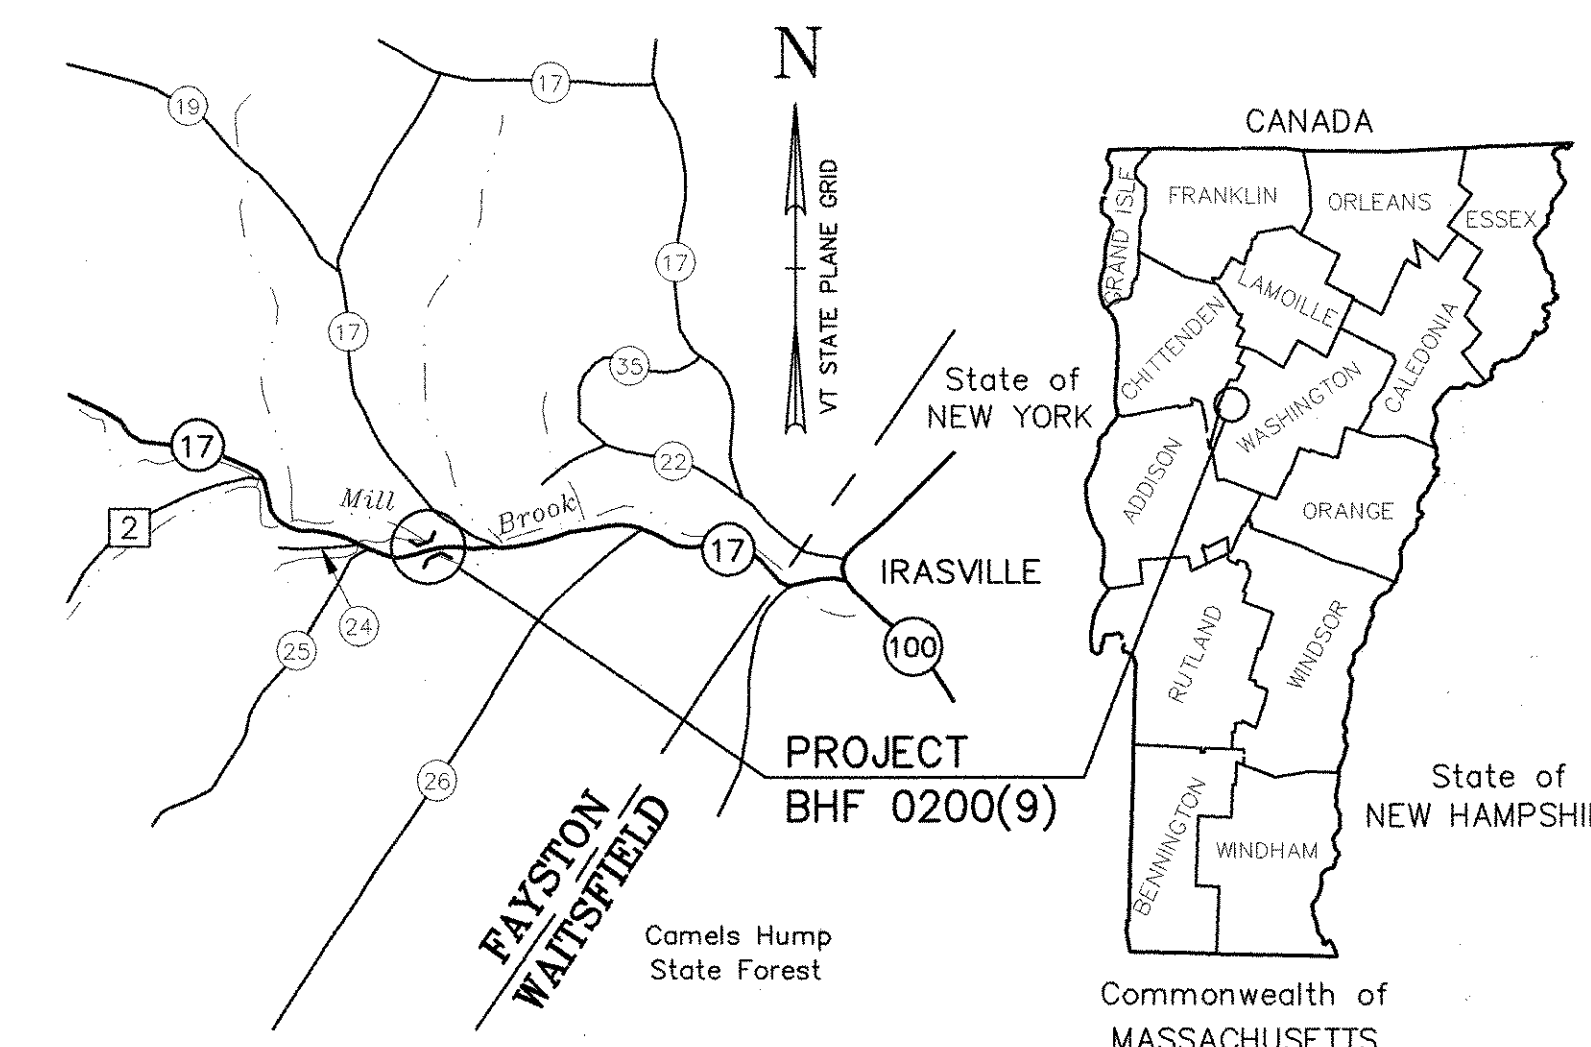 N
VT STATE PLANE GRID
19
17
17
17
35
22
17
2
Mill
Brook
17
24
25
26
IRASVILLE
100
PROJECT
BHF 0200(9)
FAYSTON
WAITSFIELD
Camels Hump
State Forest
CANADA
GRAND ISLE
FRANKLIN
ORLEANS
ESSEX
LAMOILLE
CHITTENDEN
CALEDONIA
WASHINGTON
ADDISON
ORANGE
RUTLAND
WINDSOR
BENNINGTON
WINDHAM
State of
NEW YORK
State of
NEW HAMPSHI
Commonwealth of
MASSACHUSETTS